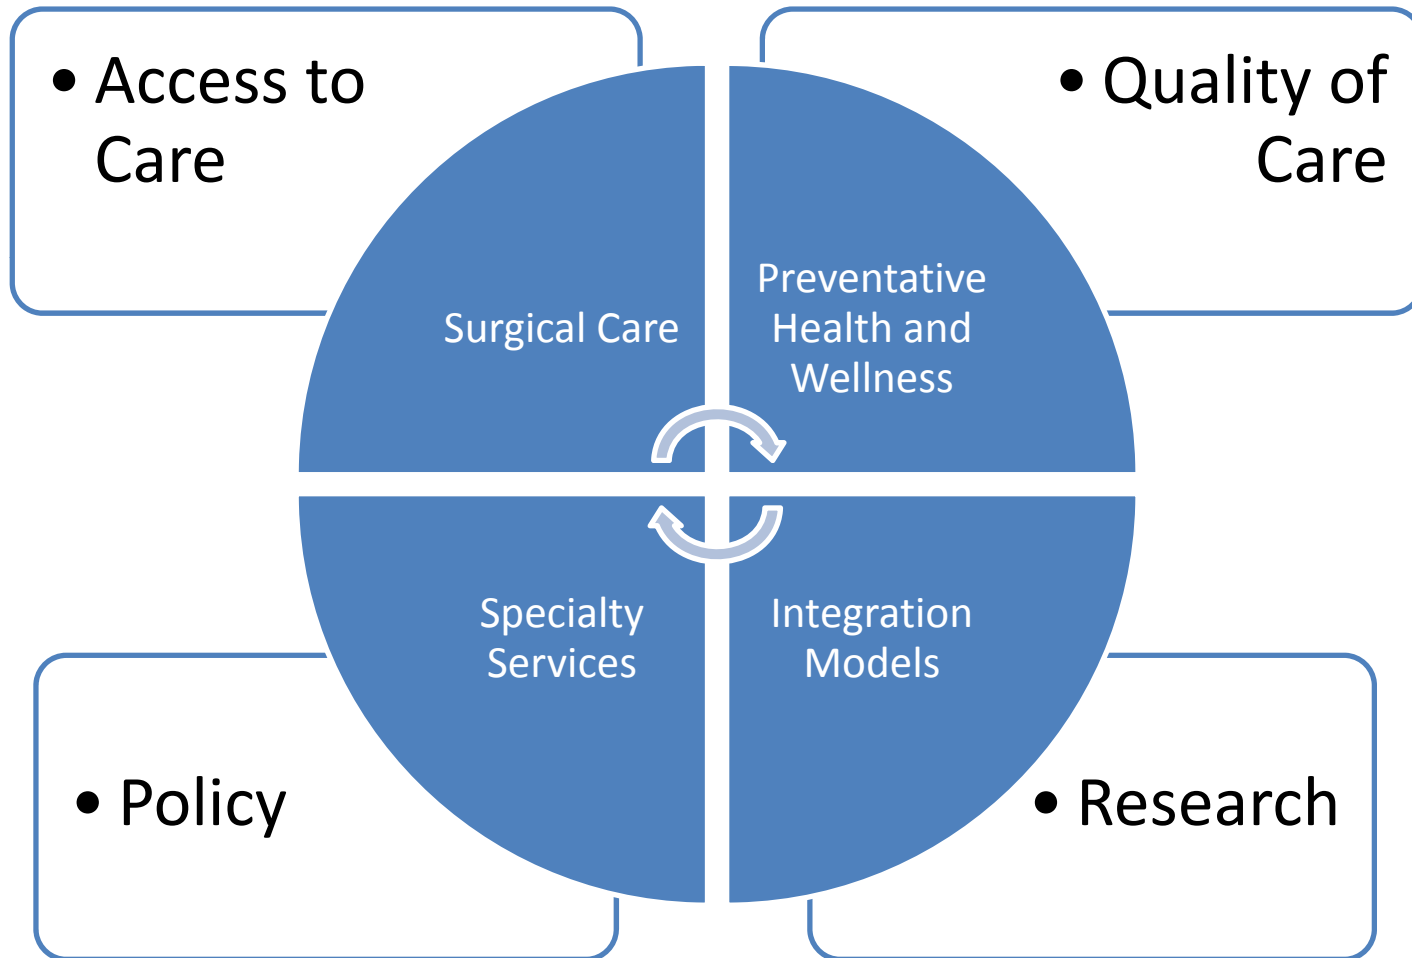 • Access to
Care
• Quality of
Care
Surgical Care
Preventative
Health and
Wellness
Specialty
Services
Integration
Models
• Policy
• Research